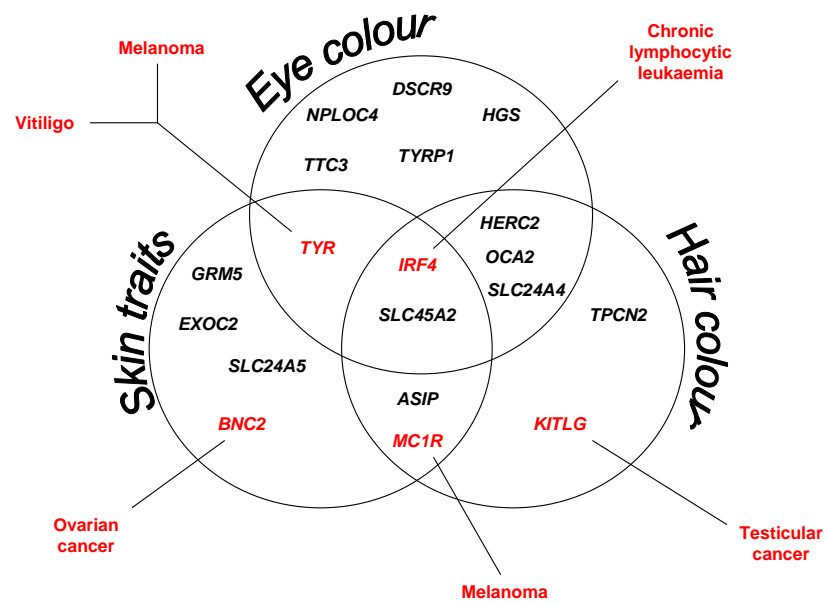 Melanoma
Vitiligo
Eye colour
Chronic
lymphocytic
leukaemia
DSCR9
NPLOC4
HGS
TTC3
TYRP1
Skin traits
Hair colour
TYR
IRF4
HERC2
OCA2
SLC24A4
GRM5
EXOC2
SLC45A2
TPCN2
SLC24A5
ASIP
BNC2
MC1R
KITLG
Ovarian
cancer
Testicular
cancer
Melanoma